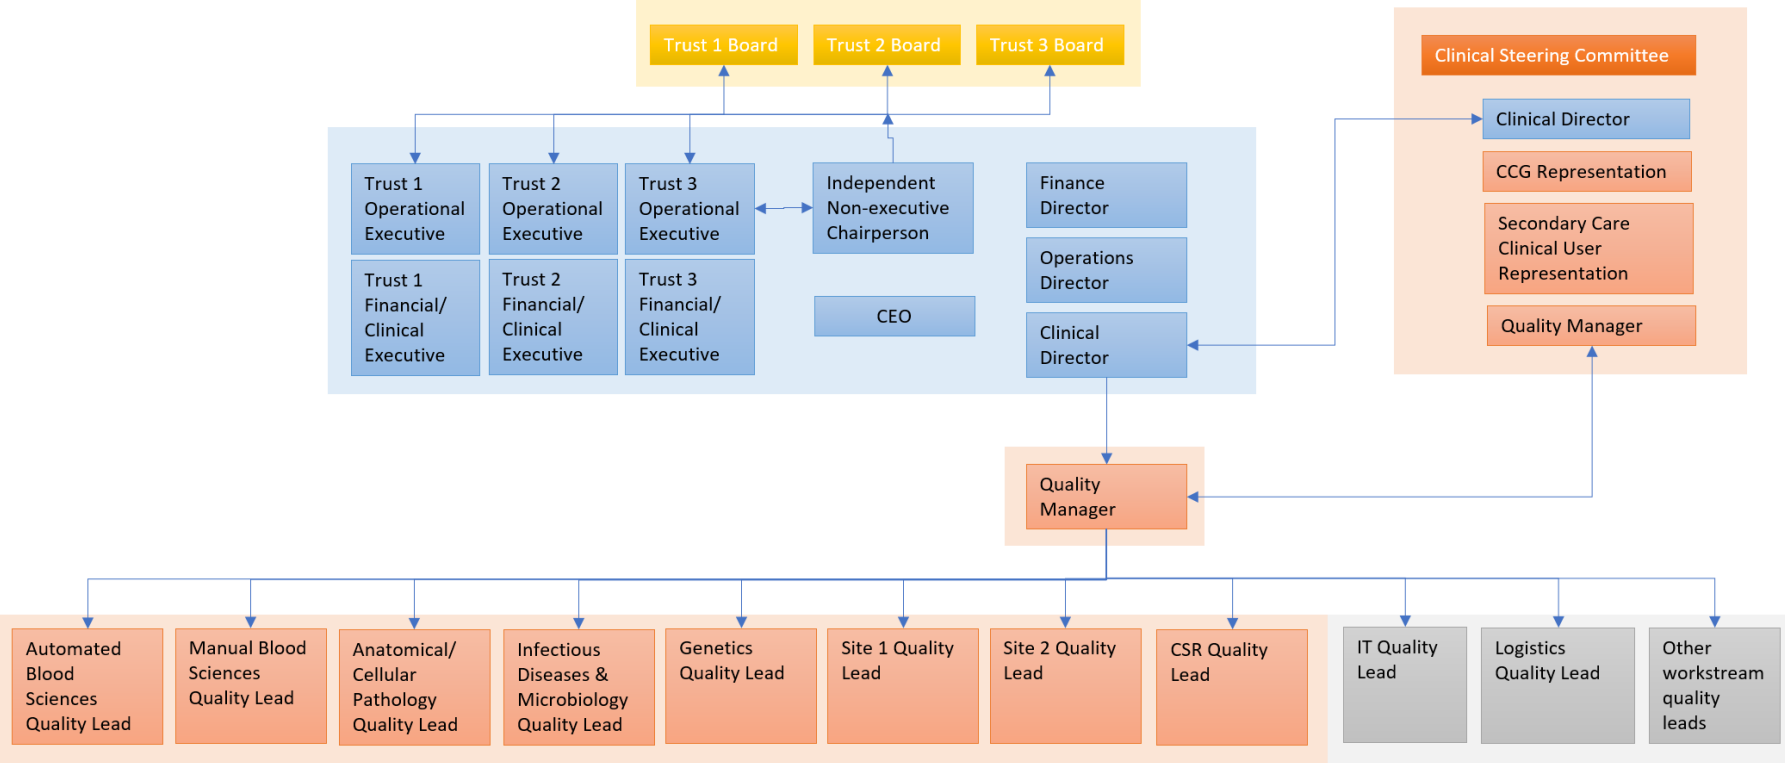 Trust 1 Board
Trust 2 Board
Trust 3 Board
Clinical Steering Committee
Clinical Director
CCG Representation
Secondary Care
Clinical User
Representation
Quality Manager
Trust 1
Operational
Executive
Trust 2
Operational
Executive
Trust 3
Operational
Executive
Independent
Non-executive
Chairperson
Finance
Director
Trust 1
Financial/
Clinical
Executive
Trust 2
Financial/
Clinical
Executive
Trust 3
Financial/
Clinical
Executive
CEO
Operations
Director
Clinical
Director
Quality
Manager
Automated
Blood
Sciences
Quality Lead
Manual Blood
Sciences
Quality Lead
Anatomical/
Cellular
Pathology
Quality Lead
Infectious
Diseases &
Microbiology
Quality Lead
Genetics
Quality Lead
Site 1 Quality
Lead
Site 2 Quality
Lead
CSR Quality
Lead
IT Quality
Lead
Logistics
Quality Lead
Other
workstream
quality
leads